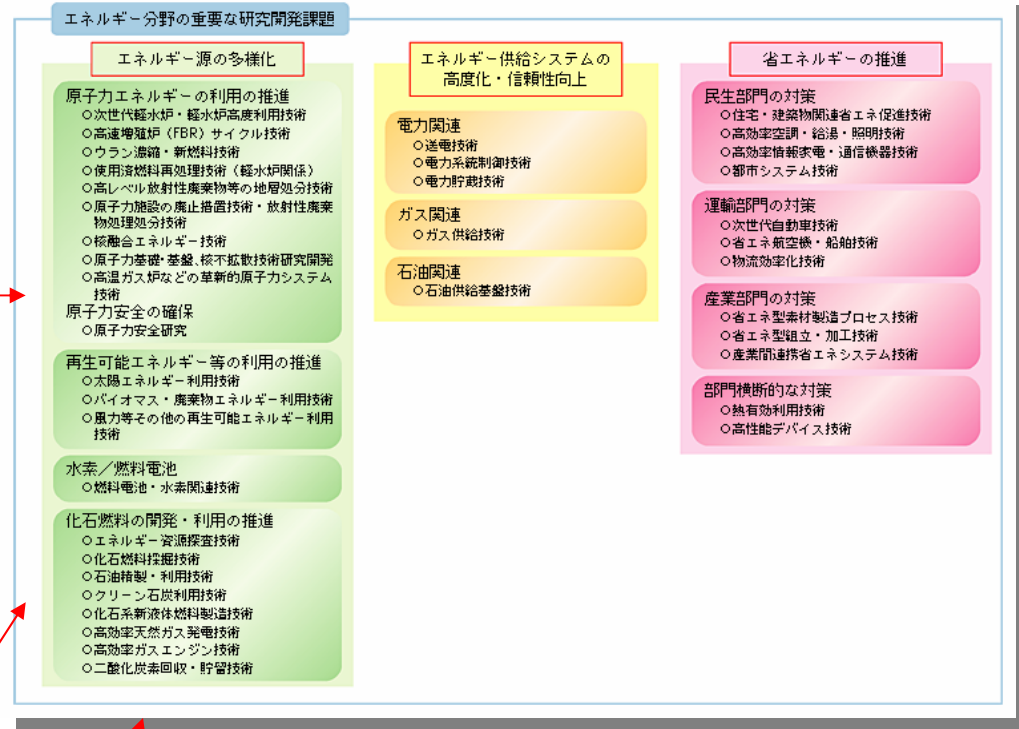 エネルギー分野の重要な研究開発課題
エネルギー源の多様化
原子力エネルギーの利用の推進
○次世代軽水炉・軽水炉高度利用技術
○高速増殖炉（FBR）サイクル技術
○ウラン濃縮・新燃料技術
○使用済燃料再処理技術（軽水炉関係）
○高レベル放射性廃棄物等の地層処分技術
○原子力施設の廃止措置技術・放射性廃棄
物処理処分技術
○核融合エネルギー技術
○原子力基礎・基盤、核不拡散技術研究開発
○高温ガス炉などの革新的原子力システム
技術
原子力安全の確保
○原子力安全研究
再生可能エネルギー等の利用の推進
○太陽エネルギー利用技術
○バイオマス・廃棄物エネルギー利用技術
○風力等その他の再生可能エネルギー利用
技術
水素／燃料電池
○燃料電池・水素関連技術
化石燃料の開発・利用の推進
○エネルギー資源探査技術
○化石燃料採掘技術
○石油精製・利用技術
○クリーン石炭利用技術
○化石系新液体燃料製造技術
○高効率天然ガス発電技術
○高効率ガスエンジン技術
○二酸化炭素回収・貯留技術
エネルギー供給システムの
高度化・信頼性向上
電力関連
○送電技術
○電力系統制御技術
○電力貯蔵技術
ガス関連
○ガス供給技術
石油関連
○石油供給基盤技術
省エネルギーの推進
民生部門の対策
○住宅・建築物関連省エネ促進技術
○高効率空調・給湯・照明技術
○高効率情報家電・通信機器技術
○都市システム技術
運輸部門の対策
○次世代自動車技術
○省エネ航空機・船舶技術
○物流効率化技術
産業部門の対策
○省エネ型素材製造プロセス技術
○省エネ型組立・加工技術
○産業間連携省エネシステム技術
部門横断的な対策
○熱有効利用技術
○高性能デバイス技術